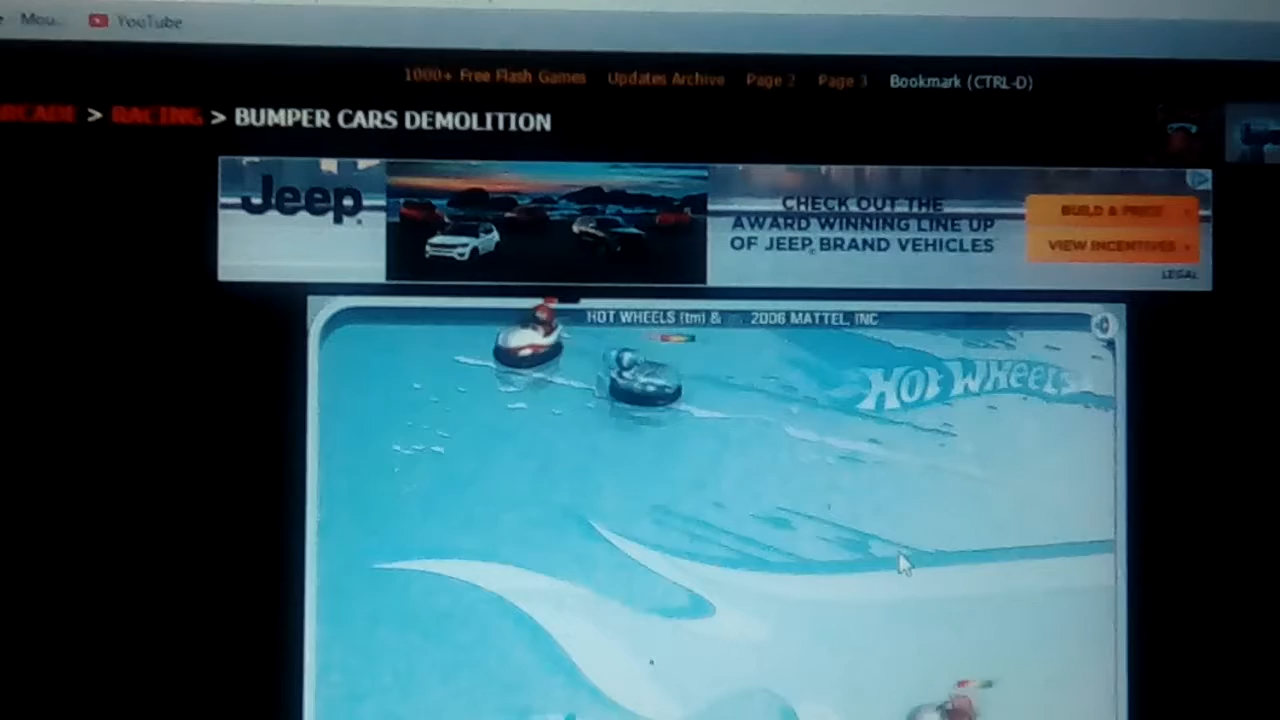 Mou...
YouTube
1000+ Free Flash Games Updates Archive Page 2 Page 3 Bookmark (CTRL-D)
> RACING > BUMPER CARS DEMOLITION
Jeep
CHECK OUT THE
AWARD WINNING LINE UP
OF JEEP BRAND VEHICLES
BUILD & PRICE
VIEW INCENTIVES
LEGAL
HOT WHEELS (tm) & 2006 MATTEL, INC
HOT WHEELS